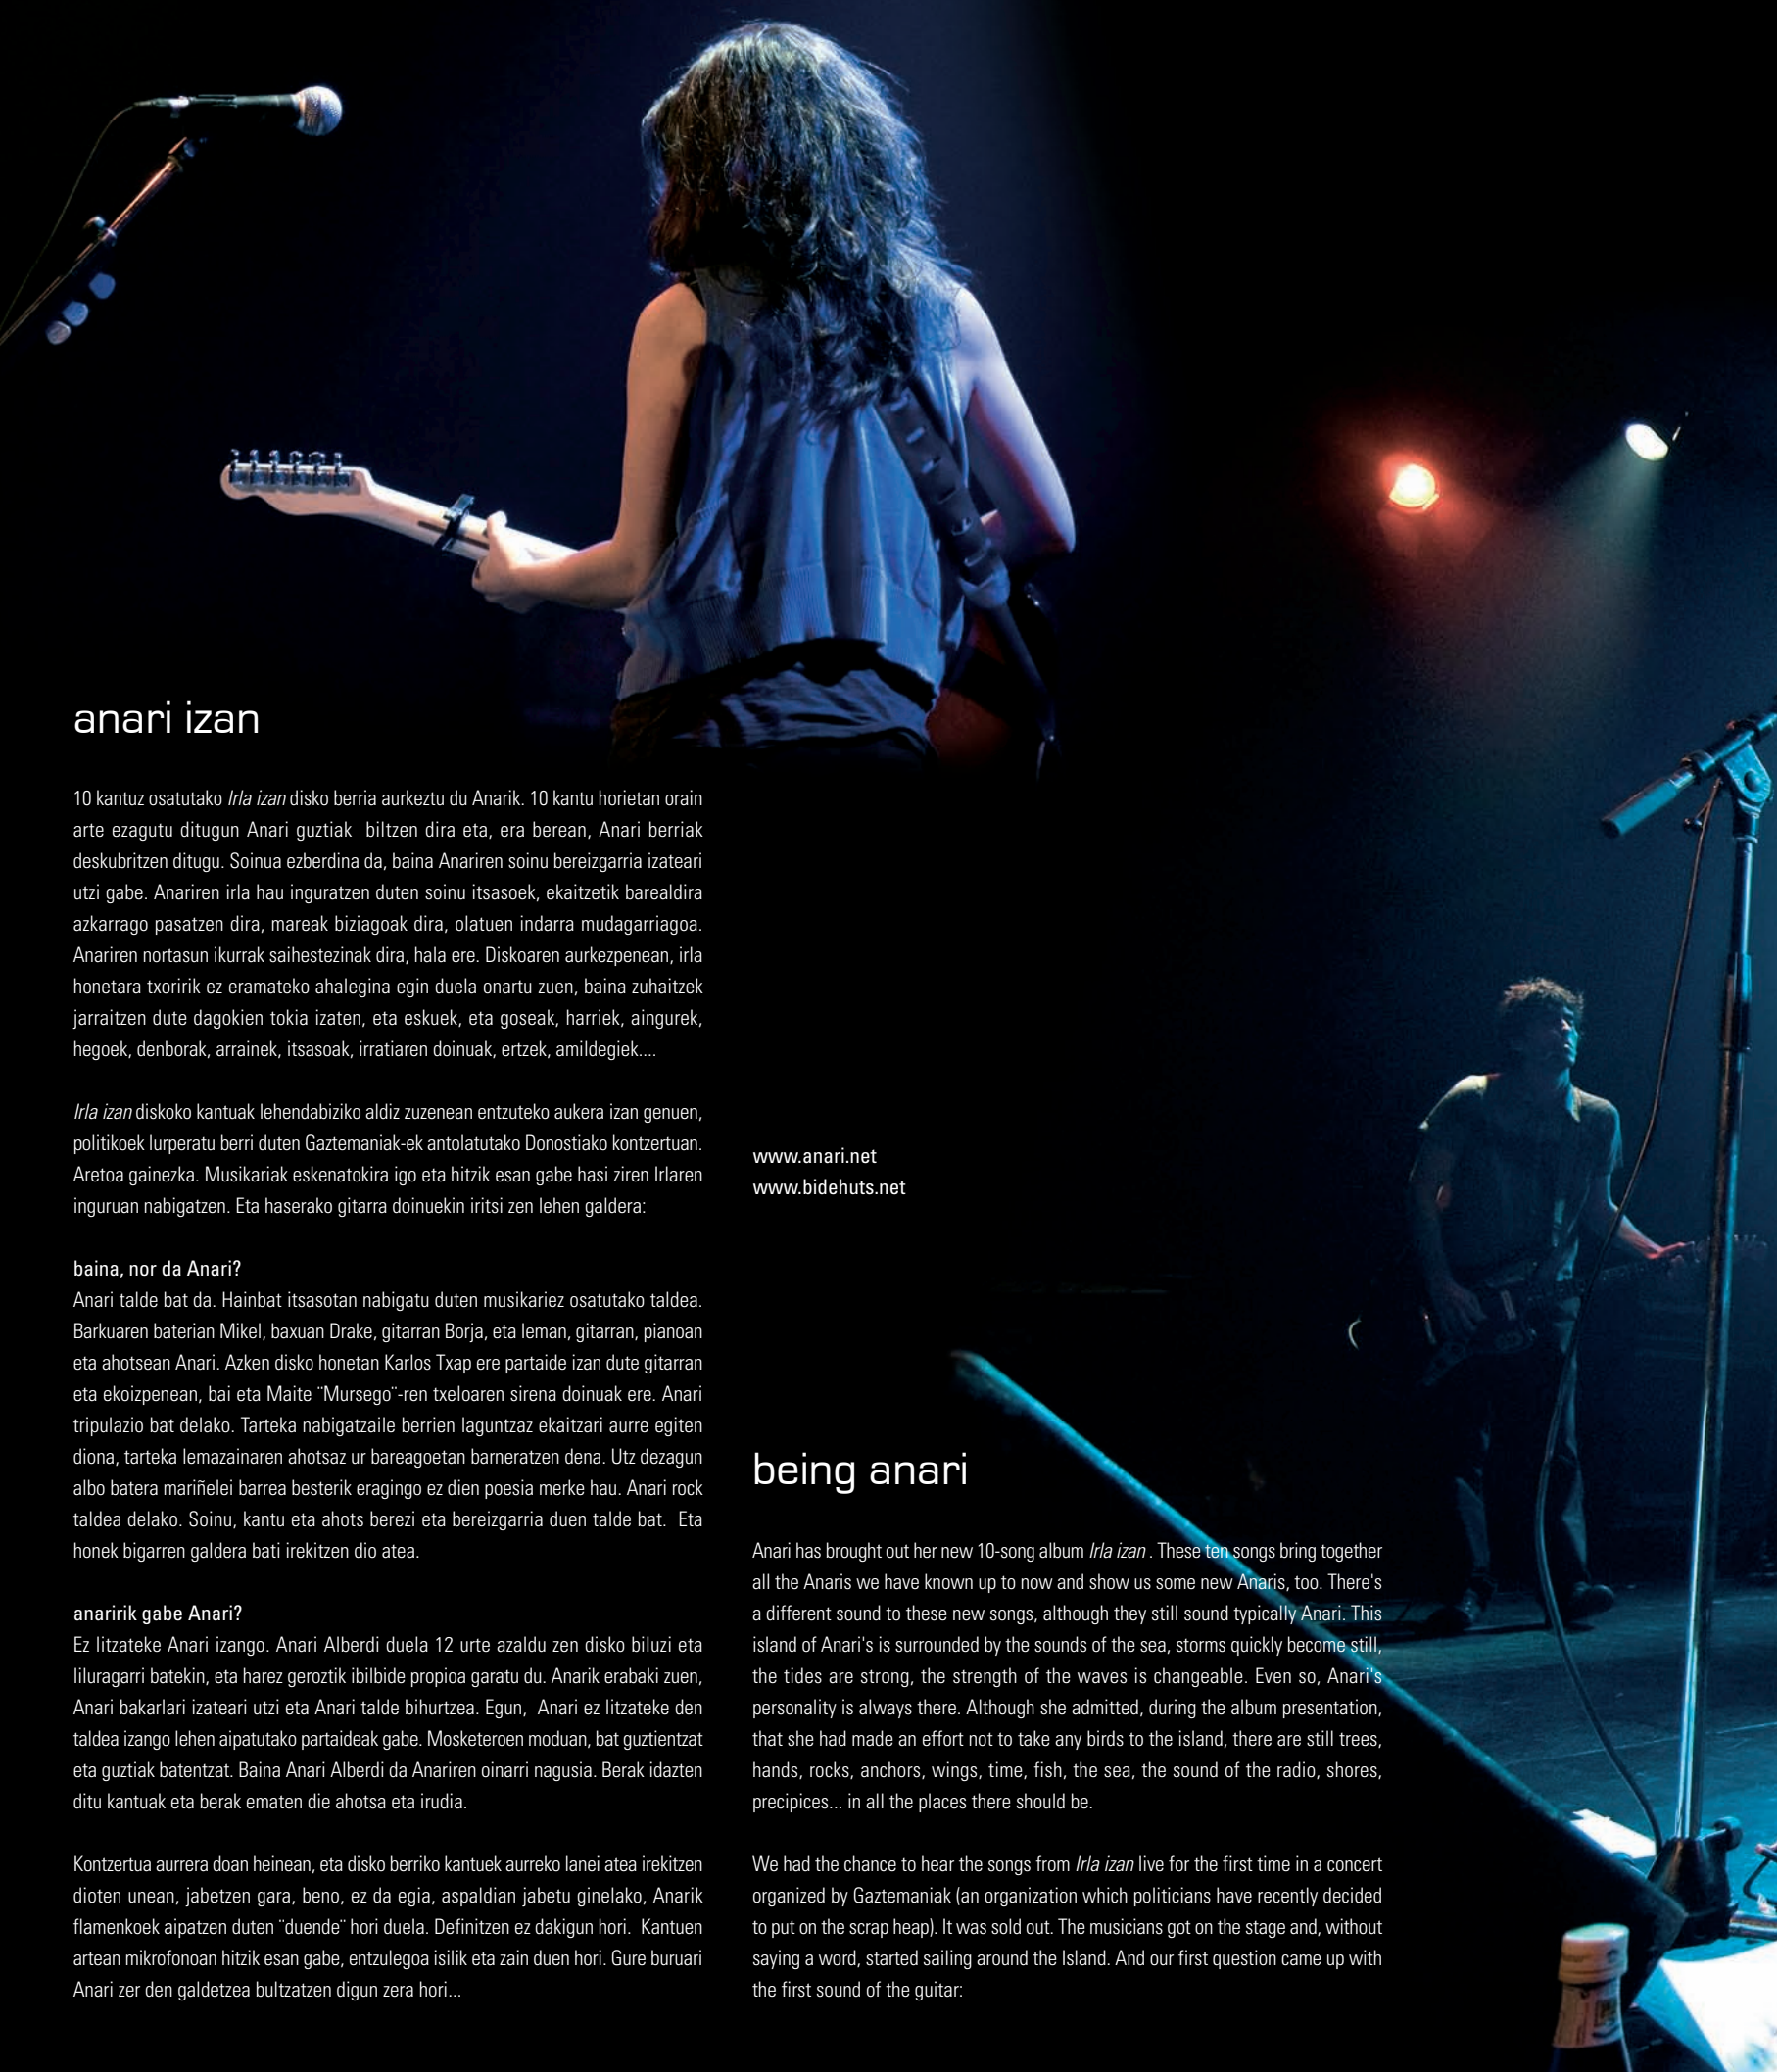 anari izan
10 kantuz osatutako Irla izan disko berria aurkeztu du Anarik. 10 kantu horietan orain
arte ezagutu ditugun Anari guztiak biltzen dira eta, era berean, Anari berriak
deskubritzen ditugu. Soinua ezberdina da, baina Anariren soinu bereizgarria izateari
utzi gabe. Anariren irla hau inguratzen duten soinu itsasoek, ekaitzetik barealdira
azkarrago pasatzen dira, mareak biziagoak dira, olatuen indarra mudagarriagoa.
Anariren nortasun ikurrak saihestezinak dira, hala ere. Diskoaren aurkezpenean, irla
honetara txoririk ez eramateko ahalegina egin duela onartu zuen, baina zuhaitzek
jarraitzen dute dagokien tokia izaten, eta eskuek, eta goseak, harriek, aingurek,
hegoek, denborak, arrainek, itsasoak, irratiaren doinuak, ertzek, amildegiek....
Irla izan diskoko kantuak lehendabiziko aldiz zuzenean entzuteko aukera izan genuen,
politikoek lurperatu berri duten Gaztemaniak-ek antolatutako Donostiako kontzertuan.
Aretoa gainezka. Musikariak eskenatokira igo eta hitzik esan gabe hasi ziren Irlaren
inguruan nabigatzen. Eta haserako gitarra doinuekin iritsi zen lehen galdera:
baina, nor da Anari?
Anari talde bat da. Hainbat itsasotan nabigatu duten musikariez osatutako taldea.
Barkuaren baterian Mikel, baxuan Drake, gitarran Borja, eta leman, gitarran, pianoan
eta ahotsean Anari. Azken disko honetan Karlos Txap ere partaide izan dute gitarran
eta ekoizpenean, bai eta Maite ¨Mursego¨-ren txeloaren sirena doinuak ere. Anari
tripulazio bat delako. Tarteka nabigatzaile berrien laguntzaz ekaitzari aurre egiten
diona, tarteka lemazainaren ahotsaz ur bareagoetan barneratzen dena. Utz dezagun
albo batera mariñelei barrea besterik eragingo ez dien poesia merke hau. Anari rock
taldea delako. Soinu, kantu eta ahots berezi eta bereizgarria duen talde bat. Eta
honek bigarren galdera bati irekitzen dio atea.
anaririk gabe Anari?
Ez litzateke Anari izango. Anari Alberdi duela 12 urte azaldu zen disko biluzi eta
liluragarri batekin, eta harez geroztik ibilbide propioa garatu du. Anarik erabaki zuen,
Anari bakarlari izateari utzi eta Anari talde bihurtzea. Egun, Anari ez litzateke den
taldea izango lehen aipatutako partaideak gabe. Mosketeroen moduan, bat guztientzat
eta guztiak batentzat. Baina Anari Alberdi da Anariren oinarri nagusia. Berak idazten
ditu kantuak eta berak ematen die ahotsa eta irudia.
Kontzertua aurrera doan heinean, eta disko berriko kantuek aurreko lanei atea irekitzen
dioten unean, jabetzen gara, beno, ez da egia, aspaldian jabetu ginelako, Anarik
flamenkoek aipatzen duten ¨duende¨ hori duela. Definitzen ez dakigun hori. Kantuen
artean mikrofonoan hitzik esan gabe, entzulegoa isilik eta zain duen hori. Gure buruari
Anari zer den galdetzea bultzatzen digun zera hori...
www.anari.net
www.bidehuts.net
being anari
Anari has brought out her new 10-song album Irla izan . These ten songs bring together
all the Anaris we have known up to now and show us some new Anaris, too. There's
a different sound to these new songs, although they still sound typically Anari. This
island of Anari's is surrounded by the sounds of the sea, storms quickly become still,
the tides are strong, the strength of the waves is changeable. Even so, Anari's
personality is always there. Although she admitted, during the album presentation,
that she had made an effort not to take any birds to the island, there are still trees,
hands, rocks, anchors, wings, time, fish, the sea, the sound of the radio, shores,
precipices... in all the places there should be.
We had the chance to hear the songs from Irla izan live for the first time in a concert
organized by Gaztemaniak (an organization which politicians have recently decided
to put on the scrap heap). It was sold out. The musicians got on the stage and, without
saying a word, started sailing around the Island. And our first question came up with
the first sound of the guitar: